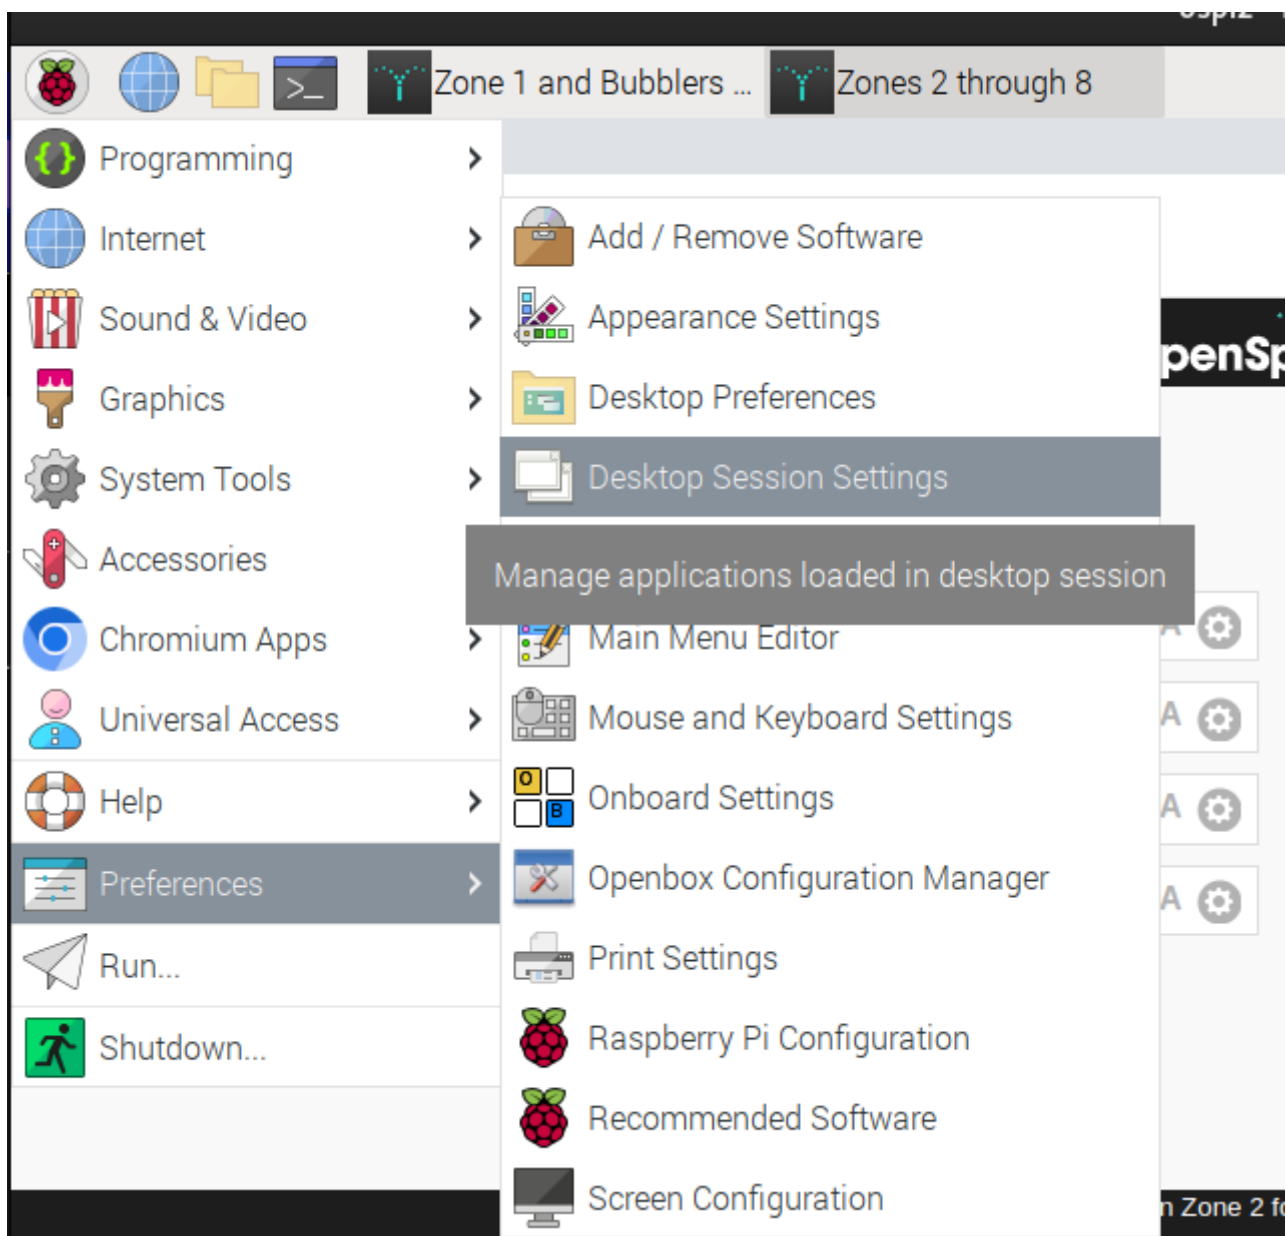 Zone 1 and Bubblers ...
Zones 2 through 8
Programming
Internet
Sound & Video
Graphics
System Tools
Accessories
Chromium Apps
Universal Access
Help
Preferences
Run...
Shutdown...
Add / Remove Software
Appearance Settings
Desktop Preferences
Desktop Session Settings
Manage applications loaded in desktop session
Main Menu Editor
Mouse and Keyboard Settings
O
B
Onboard Settings
Openbox Configuration Manager
Print Settings
Raspberry Pi Configuration
Recommended Software
Screen Configuration
penSp
A
A
A
A
n Zone 2 fo